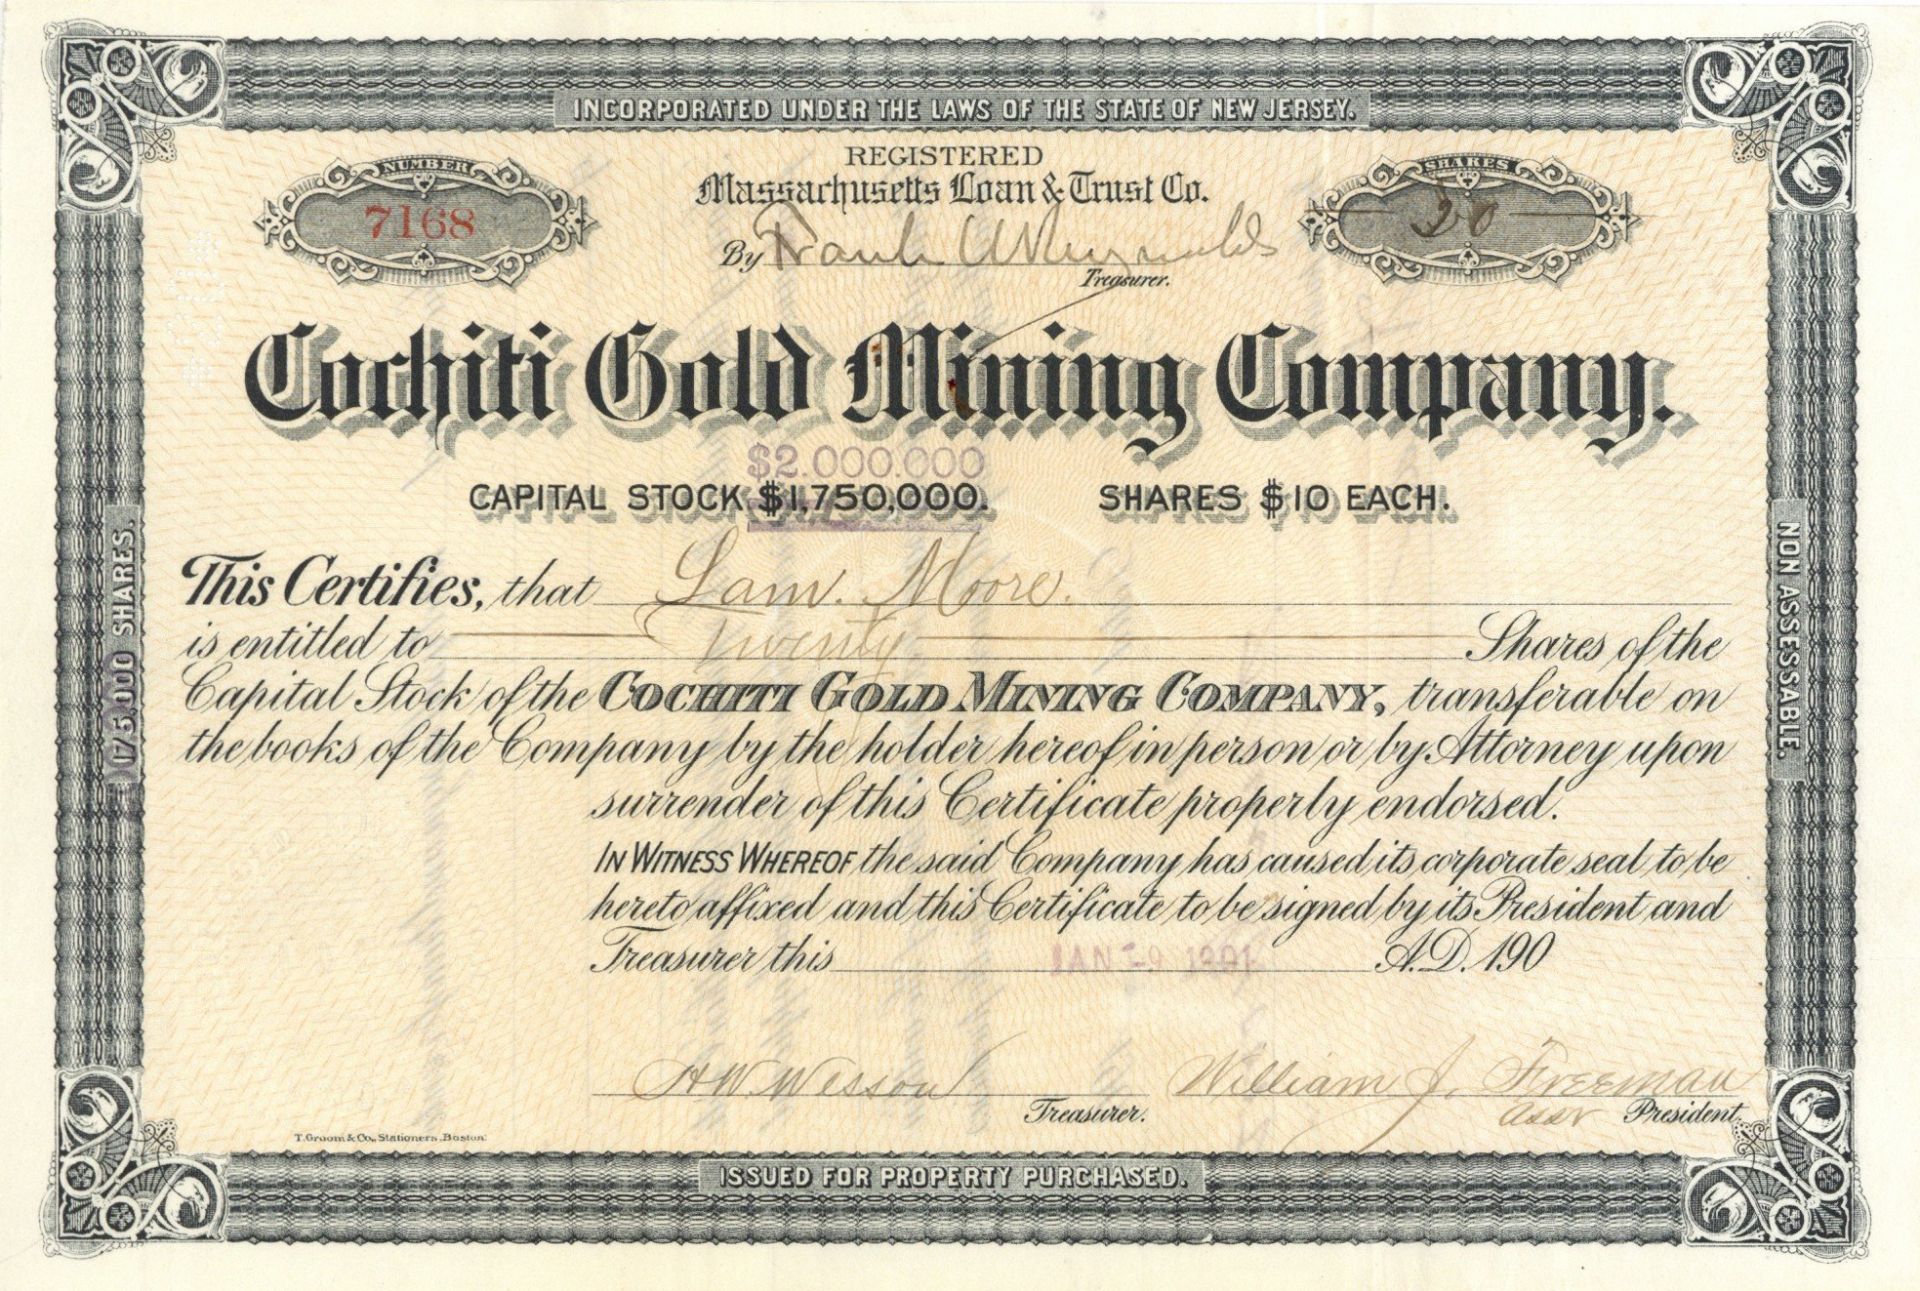 INCORPORATED UNDER THE LAWS OF THE STATE OF NEW JERSEY.
REGISTERED
Massachusetts Loan & Trust Co.
NUMBER
7168
SHARES
20
By Frank A Reynolds
Treasurer.
Cochiti Gold Mining Company.
$2.000.000
CAPITAL STOCK $1,750,000. SHARES $10 EACH.
This Certifies, that Law. Moore.
is entitled to Twenty Shares of the
Capital Stock of the COCHITI GOLD MINING COMPANY, transferable on
the books of the Company by the holder hereof in person or by Attorney upon
surrender of this Certificate properly endorsed.
IN WITNESS WHEREOF the said Company has caused its corporate seal to be
hereto affixed and this Certificate to be signed by its President and
Treasurer this JAN 1901 A.D. 190
H W Wesson William J. Freeman
Treasurer. President.
T. Groom & Co., Stationers. Boston.
ISSUED FOR PROPERTY PURCHASED.
SHARES.
NON ASSESSABLE.